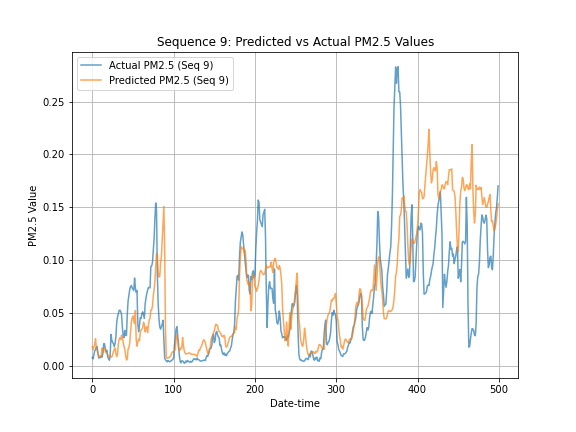 Sequence 9: Predicted vs Actual PM2.5 Values
Actual PM2.5 (Seq 9)
Predicted PM2.5 (Seq 9)
0.25
0.20
0.15
0.10
0.05
0.00
PM2.5 Value
0 100 200 300 400 500
Date-time